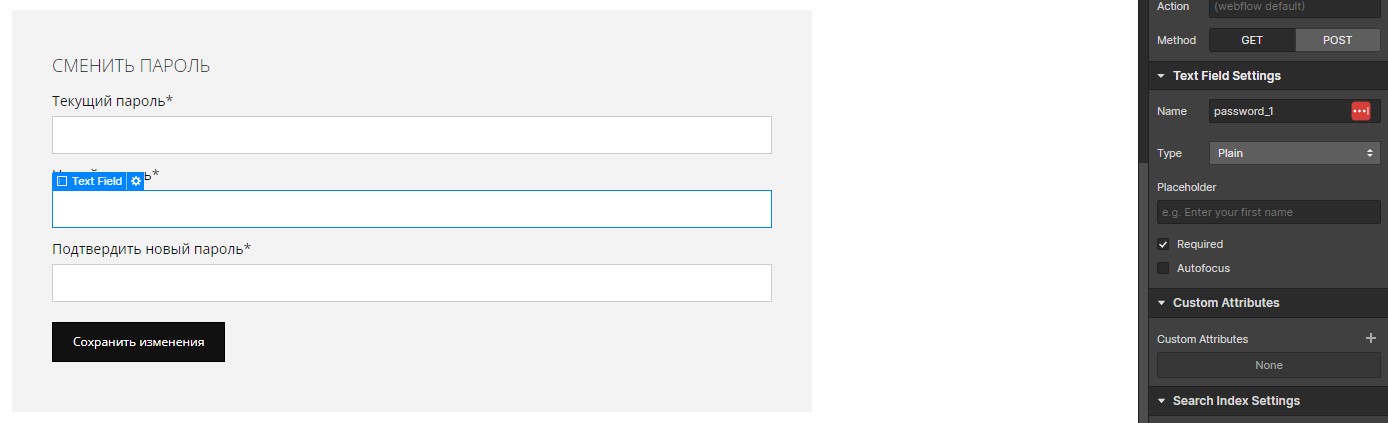 СМЕНИТЬ ПАРОЛЬ
Текущий пароль*
Text Field
Подтвердить новый пароль*
Сохранить изменения
Action (webflow default)
Method GET POST
Text Field Settings
Name password_1
Type Plain
Placeholder
e.g. Enter your first name
Required
Autofocus
Custom Attributes
Custom Attributes
None
Search Index Settings